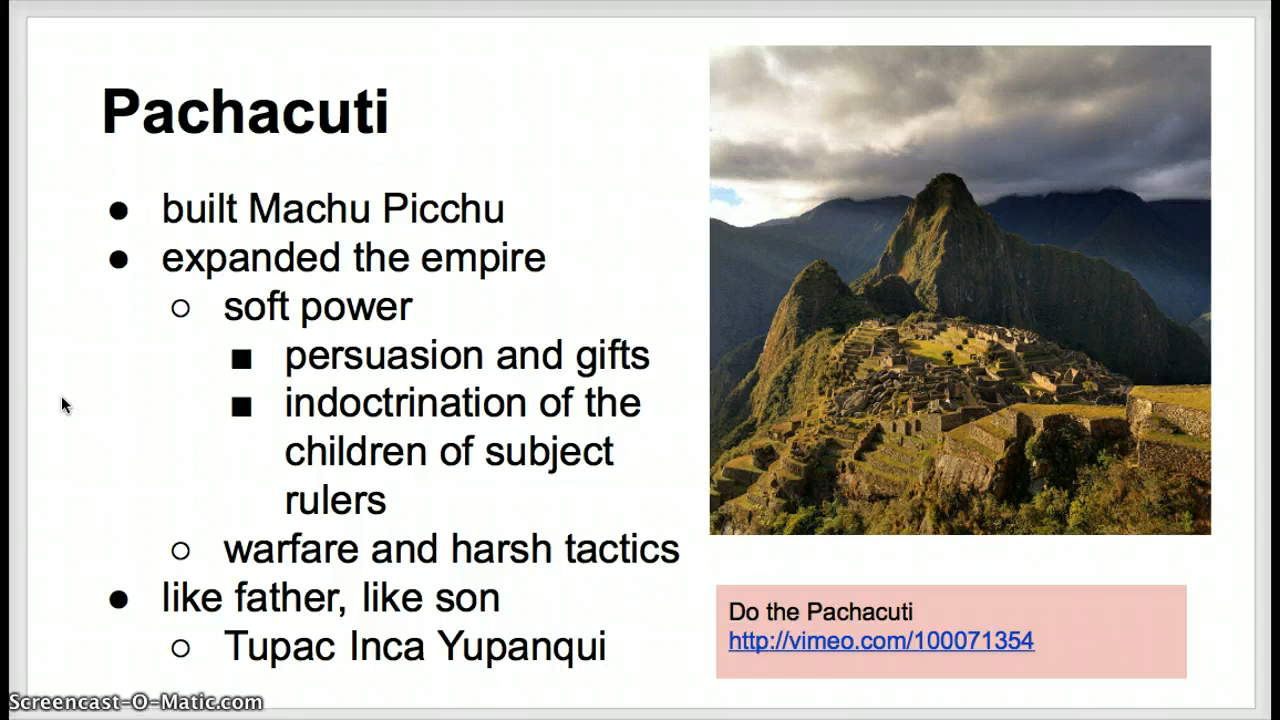 Pachacuti
● built Machu Picchu
● expanded the empire
○ soft power
■ persuasion and gifts
■ indoctrination of the
children of subject
rulers
○ warfare and harsh tactics
● like father, like son
○ Tupac Inca Yupanqui
Do the Pachacuti
http://vimeo.com/100071354
Screencast-O-Matic.com